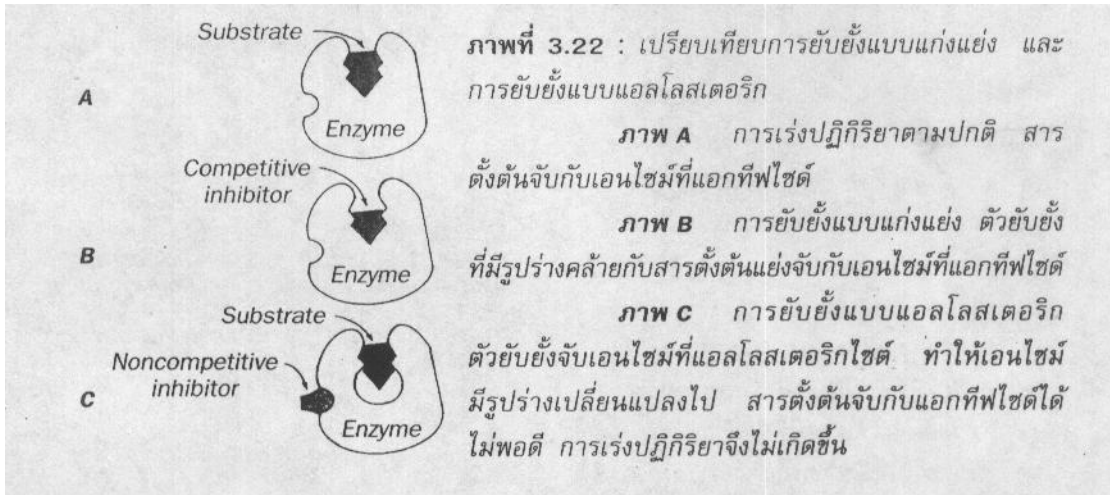 Substrate
A
Enzyme
Competitive
inhibitor
B
Enzyme
Substrate
Noncompetitive
inhibitor
C
Enzyme
ภาพที่ 3.22 : เปรียบเทียบการยับยั้งแบบแก่งแย่ง และ
การยับยั้งแบบแอลโลสเตอริก
ภาพ A การเร่งปฏิกิริยาตามปกติ สาร
ตั้งต้นจับกับเอนไซม์ที่แอกทีฟไซด์
ภาพ B การยับยั้งแบบแก่งแย่ง ตัวยับยั้ง
ที่มีรูปร่างคล้ายกับสารตั้งต้นแย่งจับกับเอนไซม์ที่แอกทีฟไซด์
ภาพ C การยับยั้งแบบแอลโลสเตอริก
ตัวยับยั้งจับเอนไซม์ที่แอลโลสเตอริกไซต์ ทำให้เอนไซม์
มีรูปร่างเปลี่ยนแปลงไป สารตั้งต้นจับกับแอกทีฟไซด์ได้
ไม่พอดี การเร่งปฏิกิริยาจึงไม่เกิดขึ้น